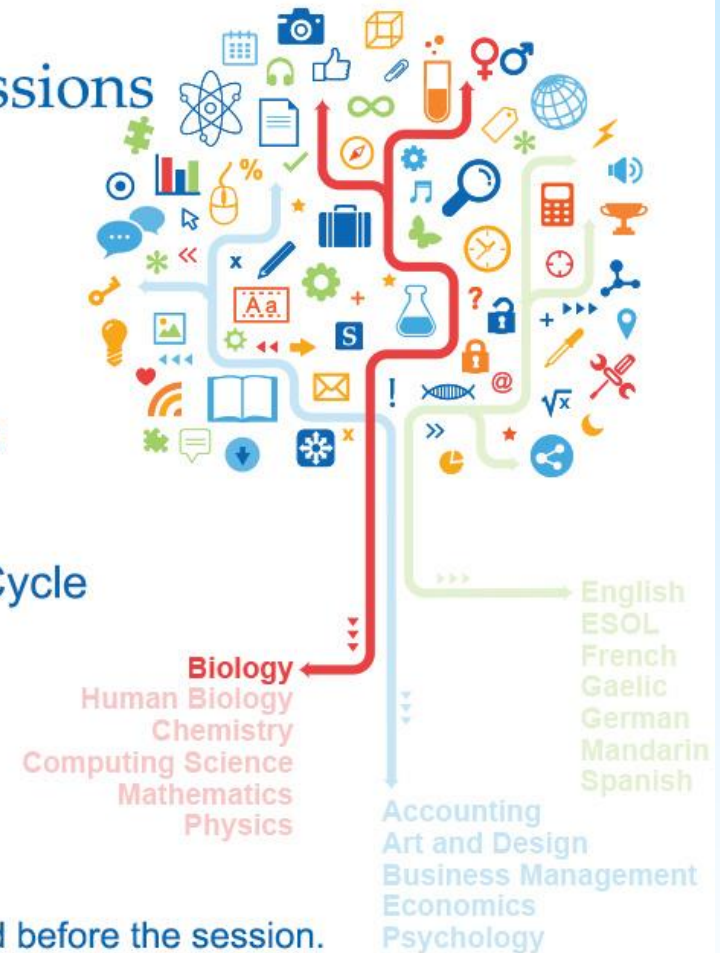 ssions
%
x
Aa
S
?
+
+
!
@
√x
x
Cycle
English
ESOL
French
Gaelic
German
Mandarin
Spanish
Biology
Human Biology
Chemistry
Computing Science
Mathematics
Physics
Accounting
Art and Design
Business Management
Economics
Psychology
d before the session.